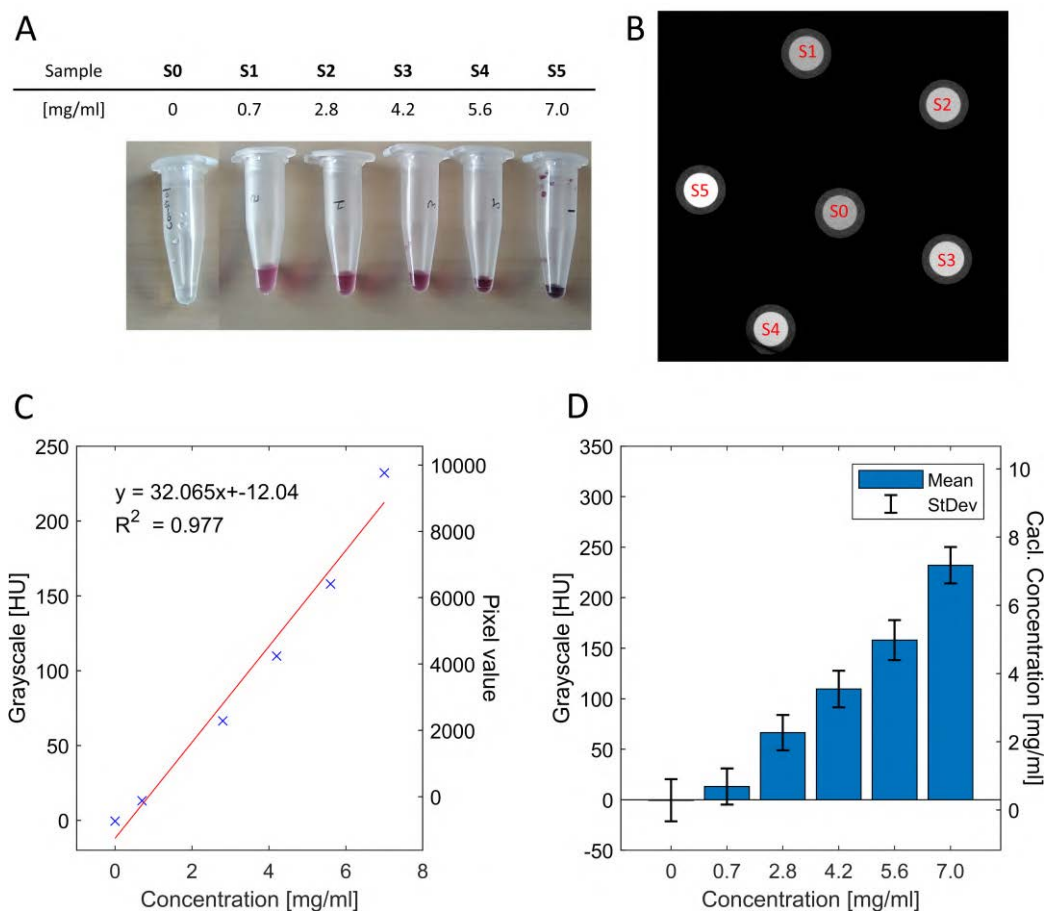 A
Sample S0 S1 S2 S3 S4 S5
[mg/ml] 0 0.7 2.8 4.2 5.6 7.0
control
B
S1
S2
S5
S0
S3
S4
C
y = 32.065x+-12.04
R² = 0.977
Grayscale [HU]
250
200
150
100
50
0
10000
8000
6000
4000
2000
0
Pixel value
0 2 4 6 8
Concentration [mg/ml]
D
Mean
StDev
Grayscale [HU]
350
300
250
200
150
100
50
0
-50
10
8
6
4
2
0
Cacl. Concentration [mg/ml]
0 0.7 2.8 4.2 5.6 7.0
Concentration [mg/ml]